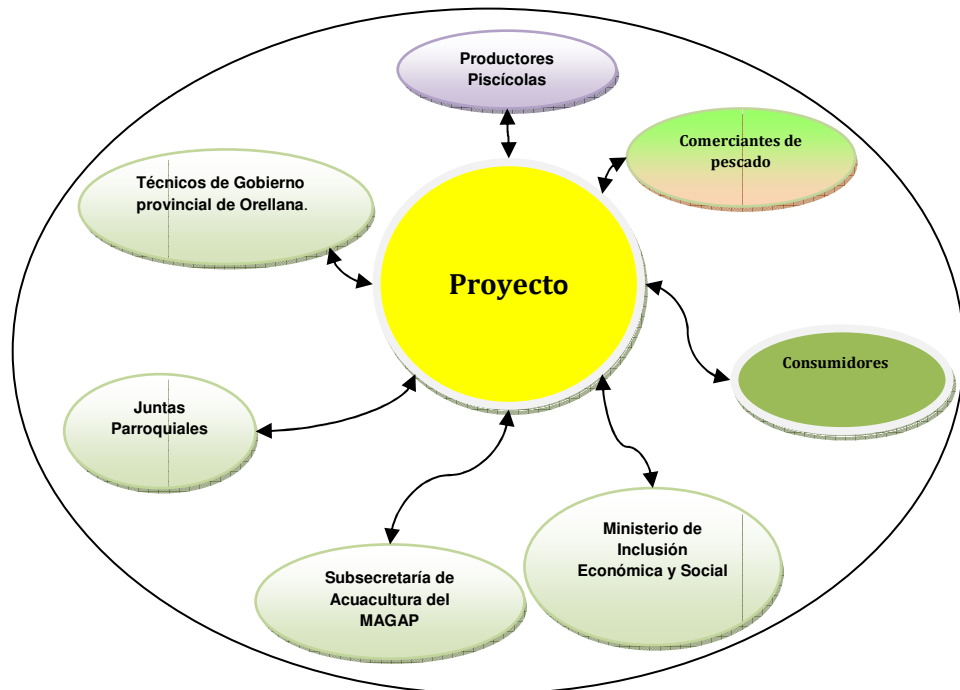 Productores
Piscícolas
Comerciantes de
pescado
Técnicos de Gobierno
provincial de Orellana.
Proyecto
Consumidores
Juntas
Parroquiales
Ministerio de
Inclusión
Económica y Social
Subsecretaría de
Acuacultura del
MAGAP